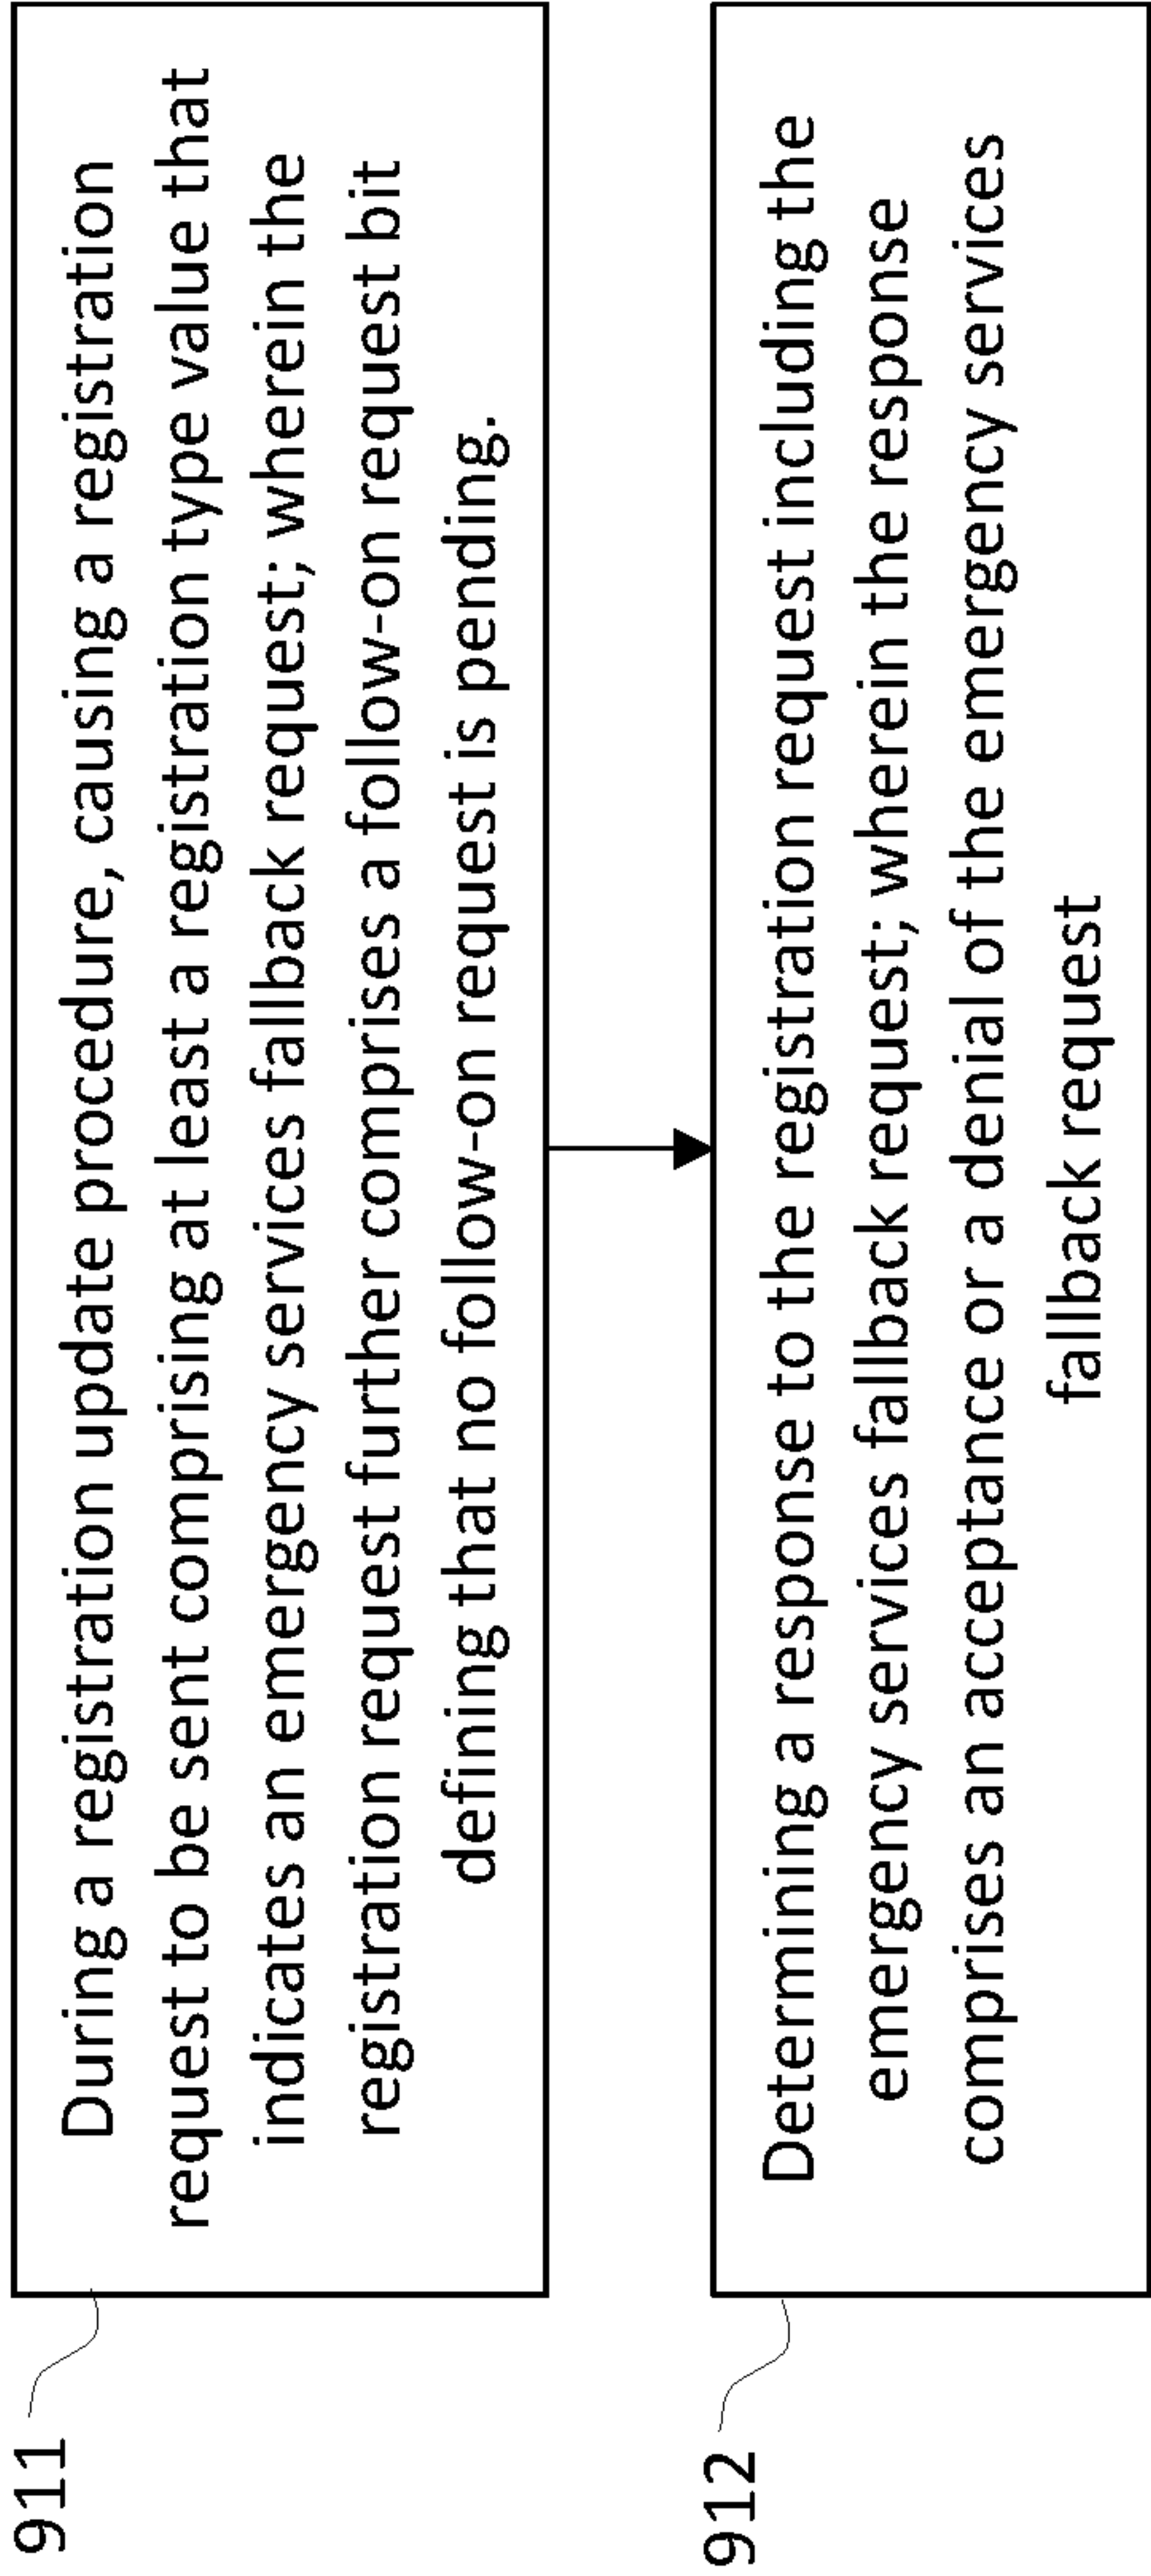 911
During a registration update procedure, causing a registration
request to be sent comprising at least a registration type value that
indicates an emergency services fallback request; wherein the
registration request further comprises a follow-on request bit
defining that no follow-on request is pending.
912
Determining a response to the registration request including the
emergency services fallback request; wherein the response
comprises an acceptance or a denial of the emergency services
fallback request